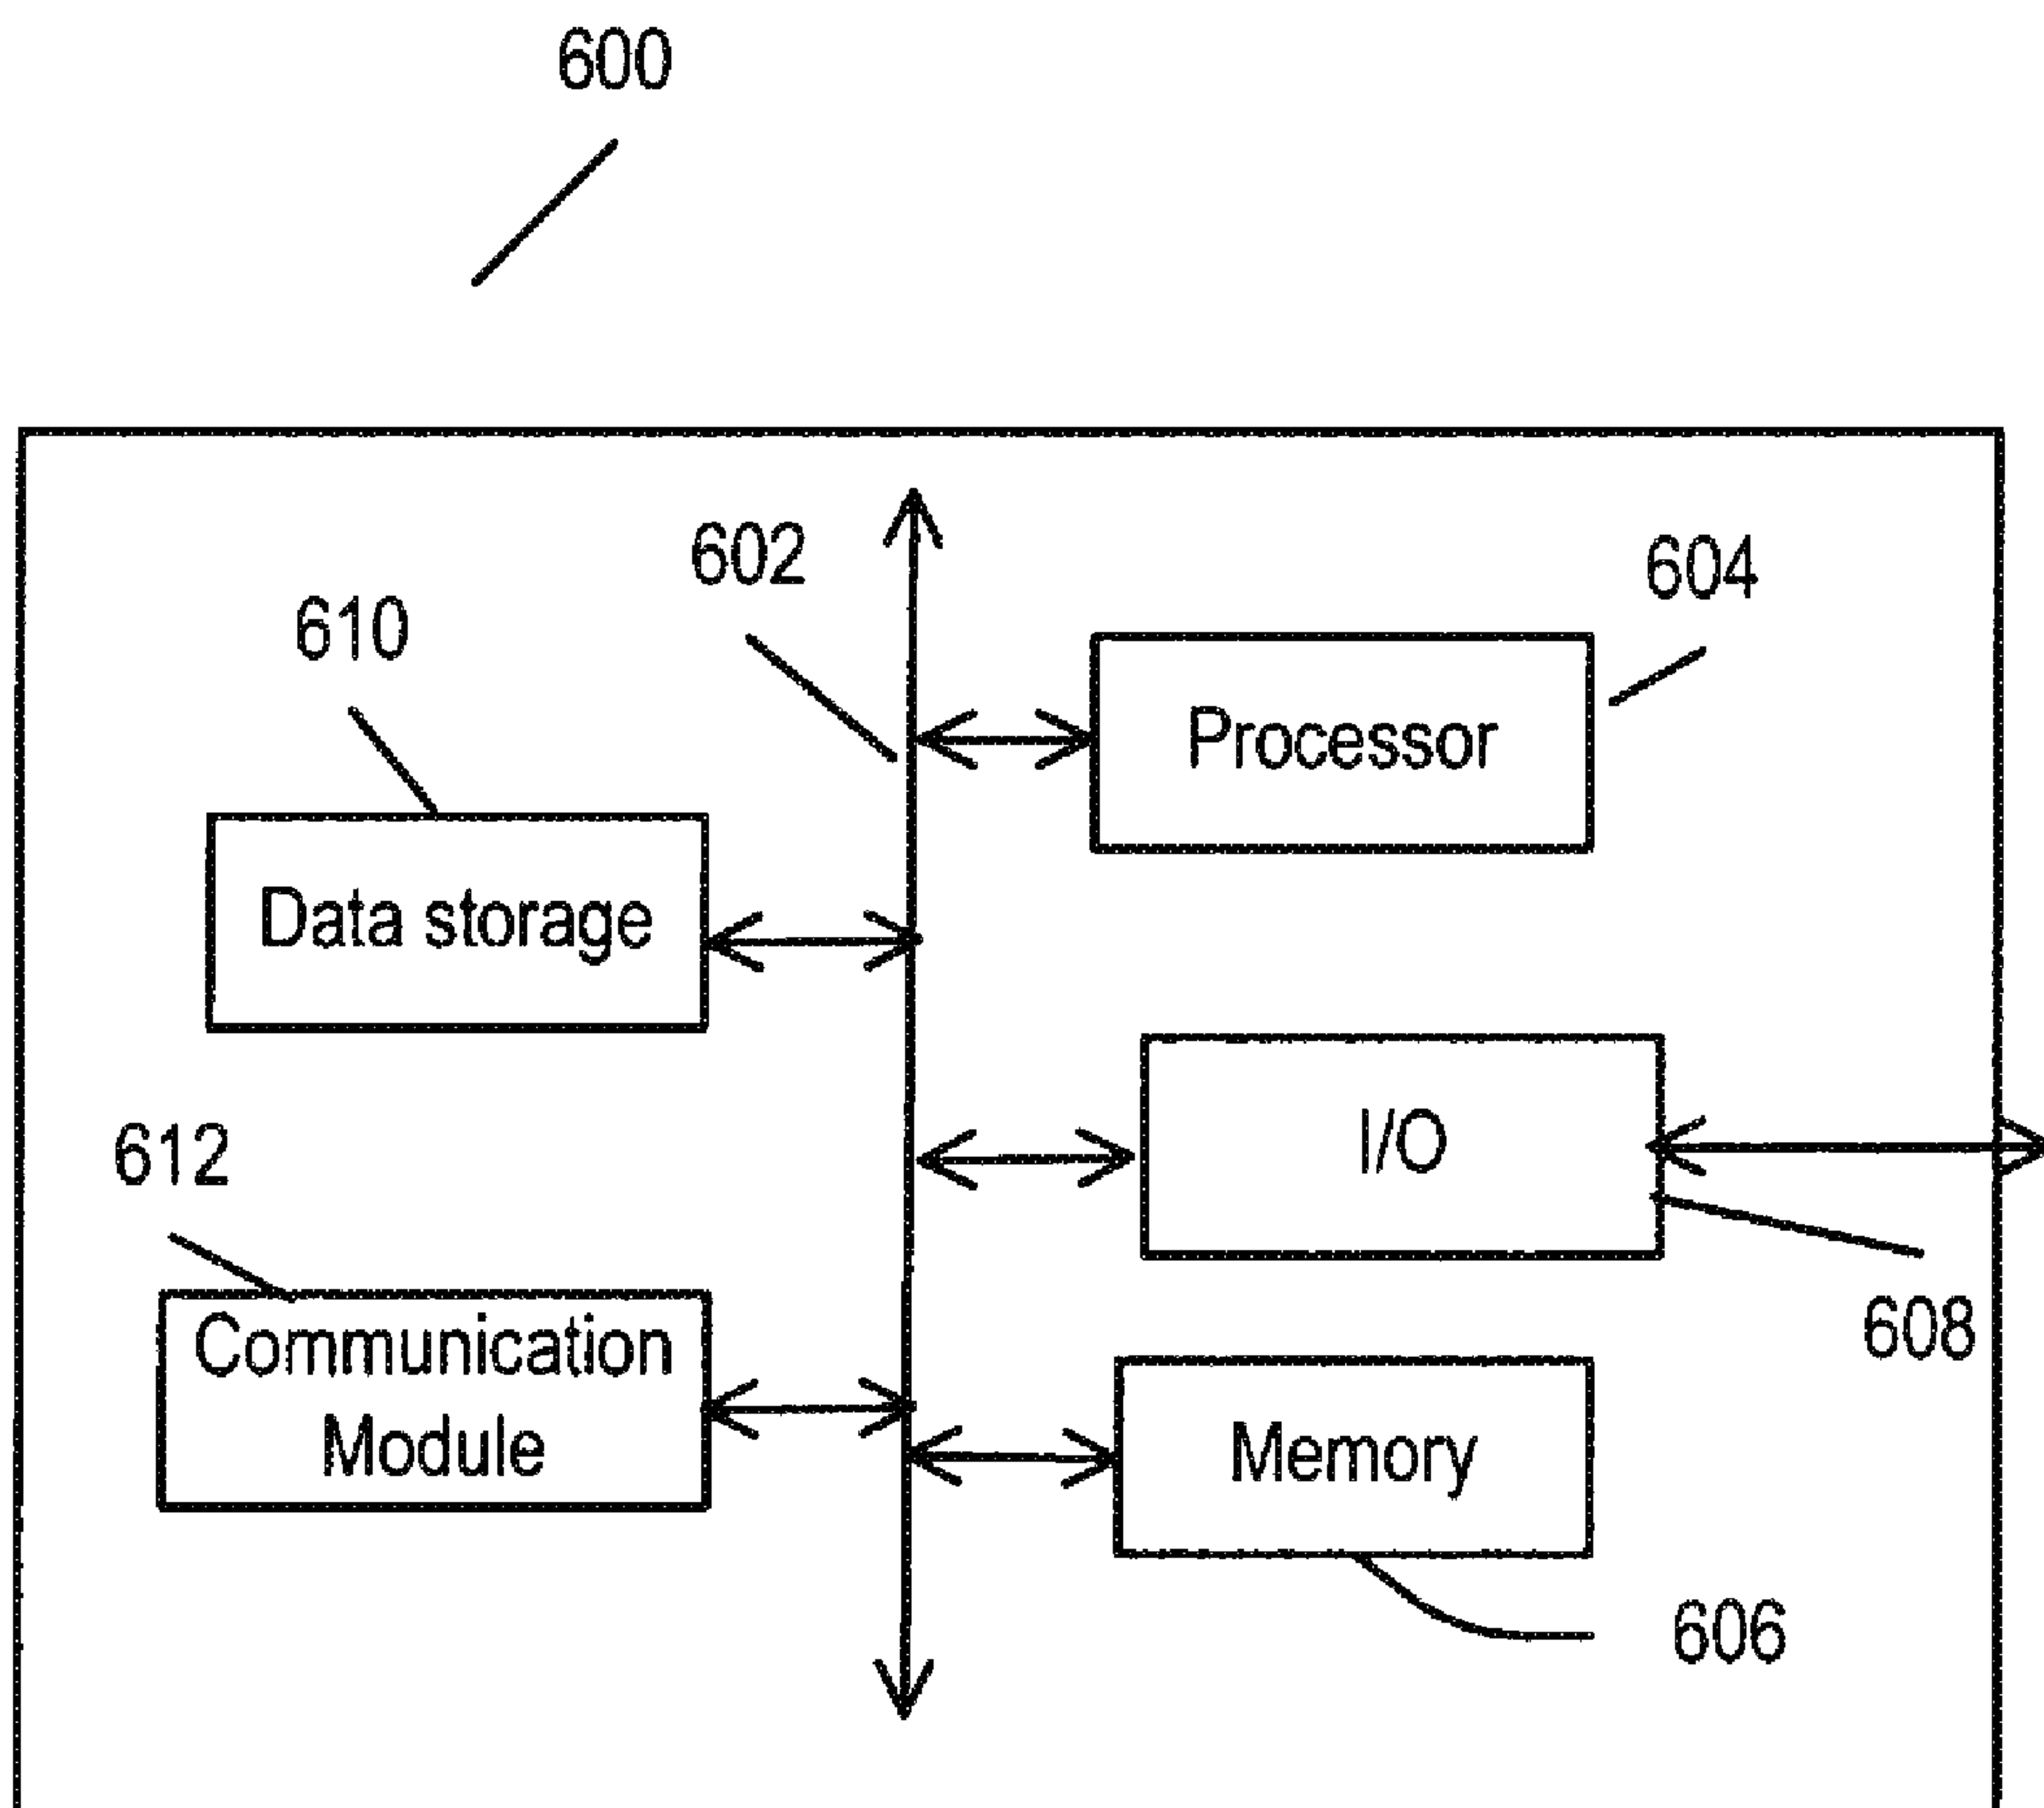 600
602
604
610
Processor
Data storage
I/O
612
608
Communication
Module
Memory
606